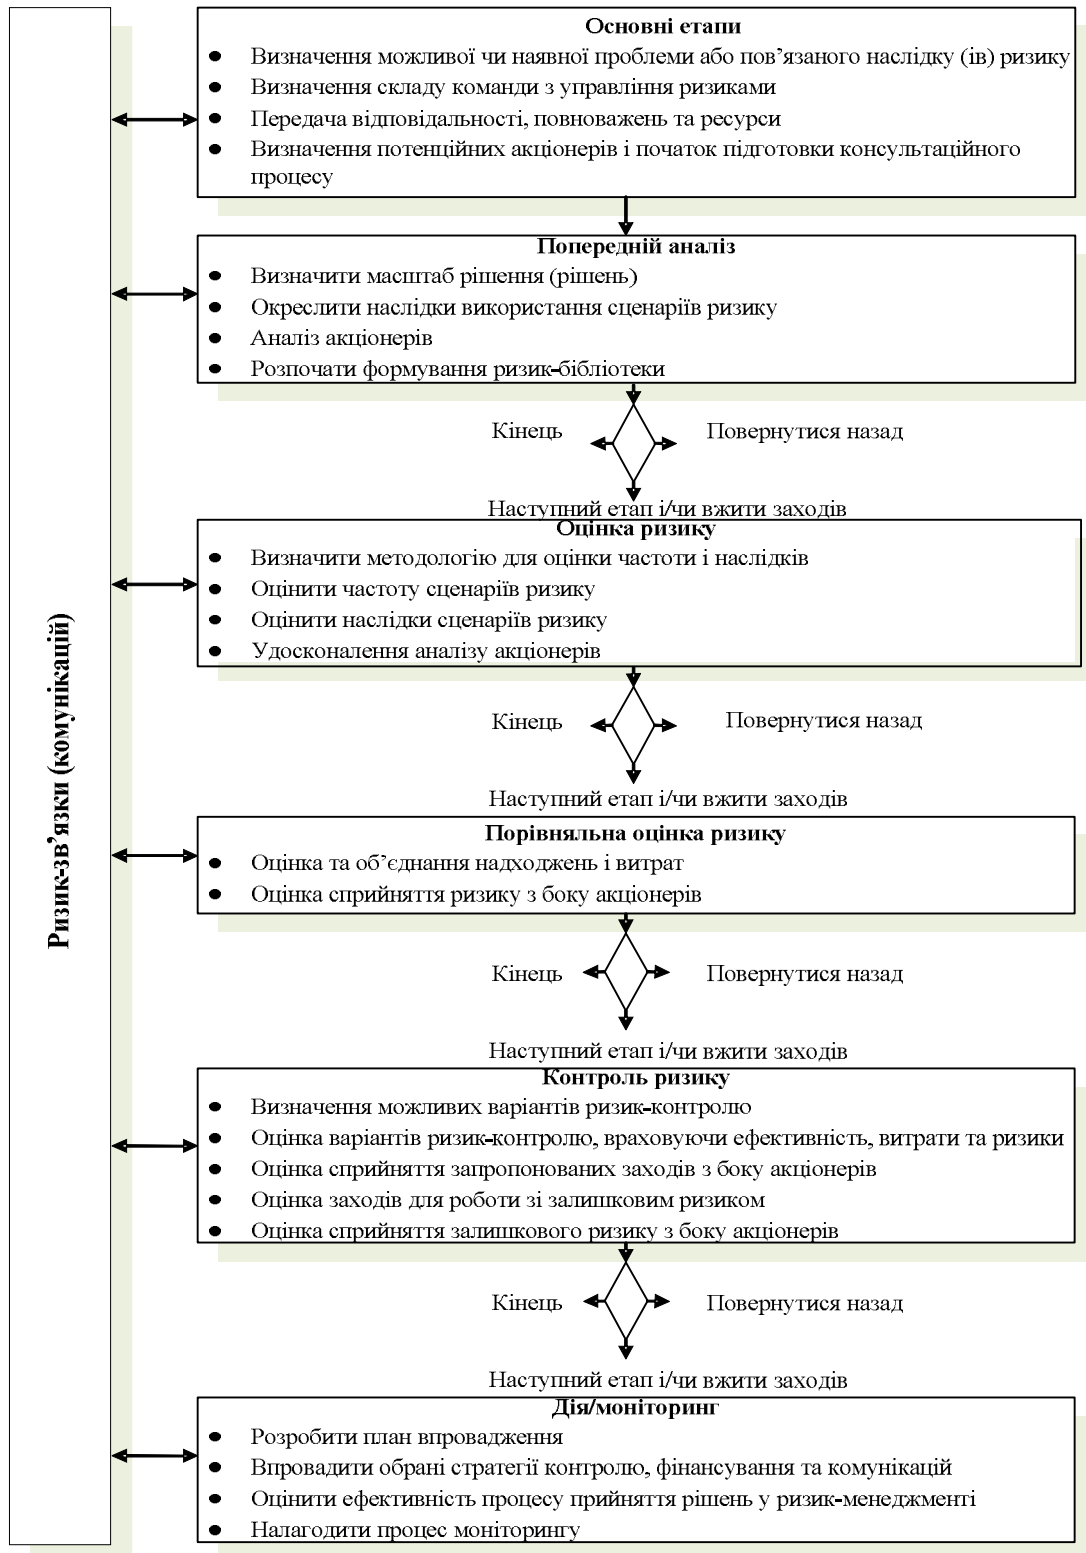 Ризик-зв’язки (комунікацій)
Основні етапи
● Визначення можливої чи наявної проблеми або пов’язаного наслідку (ів) ризику
● Визначення складу команди з управління ризиками
● Передача відповідальності, повноважень та ресурси
● Визначення потенційних акціонерів і початок підготовки консультаційного
процесу
Попередній аналіз
● Визначити масштаб рішення (рішень)
● Окреслити наслідки використання сценаріїв ризику
● Аналіз акціонерів
● Розпочати формування ризик-бібліотеки
Кінець Повернутися назад
Наступний етап і/чи вжити заходів
Оцінка ризику
● Визначити методологію для оцінки частоти і наслідків
● Оцінити частоту сценаріїв ризику
● Оцінити наслідки сценаріїв ризику
● Удосконалення аналізу акціонерів
Кінець Повернутися назад
Наступний етап і/чи вжити заходів
Порівняльна оцінка ризику
● Оцінка та об’єднання надходжень і витрат
● Оцінка сприйняття ризику з боку акціонерів
Кінець Повернутися назад
Наступний етап і/чи вжити заходів
Контроль ризику
● Визначення можливих варіантів ризик-контролю
● Оцінка варіантів ризик-контролю, враховуючи ефективність, витрати та ризики
● Оцінка сприйняття запропонованих заходів з боку акціонерів
● Оцінка заходів для роботи зі залишковим ризиком
● Оцінка сприйняття залишкового ризику з боку акціонерів
Кінець Повернутися назад
Наступний етап і/чи вжити заходів
Дія/моніторинг
● Розробити план впровадження
● Впровадити обрані стратегії контролю, фінансування та комунікацій
● Оцінити ефективність процесу прийняття рішень у ризик-менеджменті
● Налагодити процес моніторингу